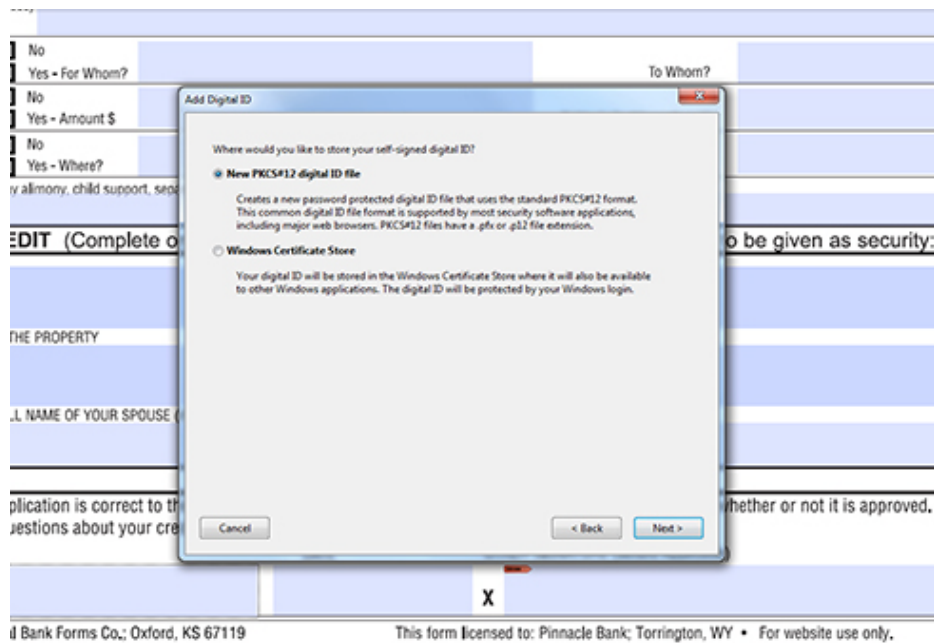 No
Yes - For Whom?
To Whom?
No
Yes - Amount $
No
Yes - Where?
y alimony, child support, sepa
EDIT (Complete o
o be given as security:
THE PROPERTY
LL NAME OF YOUR SPOUSE (
plication is correct to th
hether or not it is approved.
uestions about your cre
Add Digital ID
Where would you like to store your self-signed digital ID?
New PKCS#12 digital ID file
Creates a new password protected digital ID file that uses the standard PKCS#12 format.
This common digital ID file format is supported by most security software applications,
including major web browsers. PKCS#12 files have a .pfx or .p12 file extension.
Windows Certificate Store
Your digital ID will be stored in the Windows Certificate Store where it will also be available
to other Windows applications. The digital ID will be protected by your Windows login.
Cancel
< Back
Next >
X
l Bank Forms Co.; Oxford, KS 67119
This form licensed to: Pinnacle Bank; Torrington, WY • For website use only.